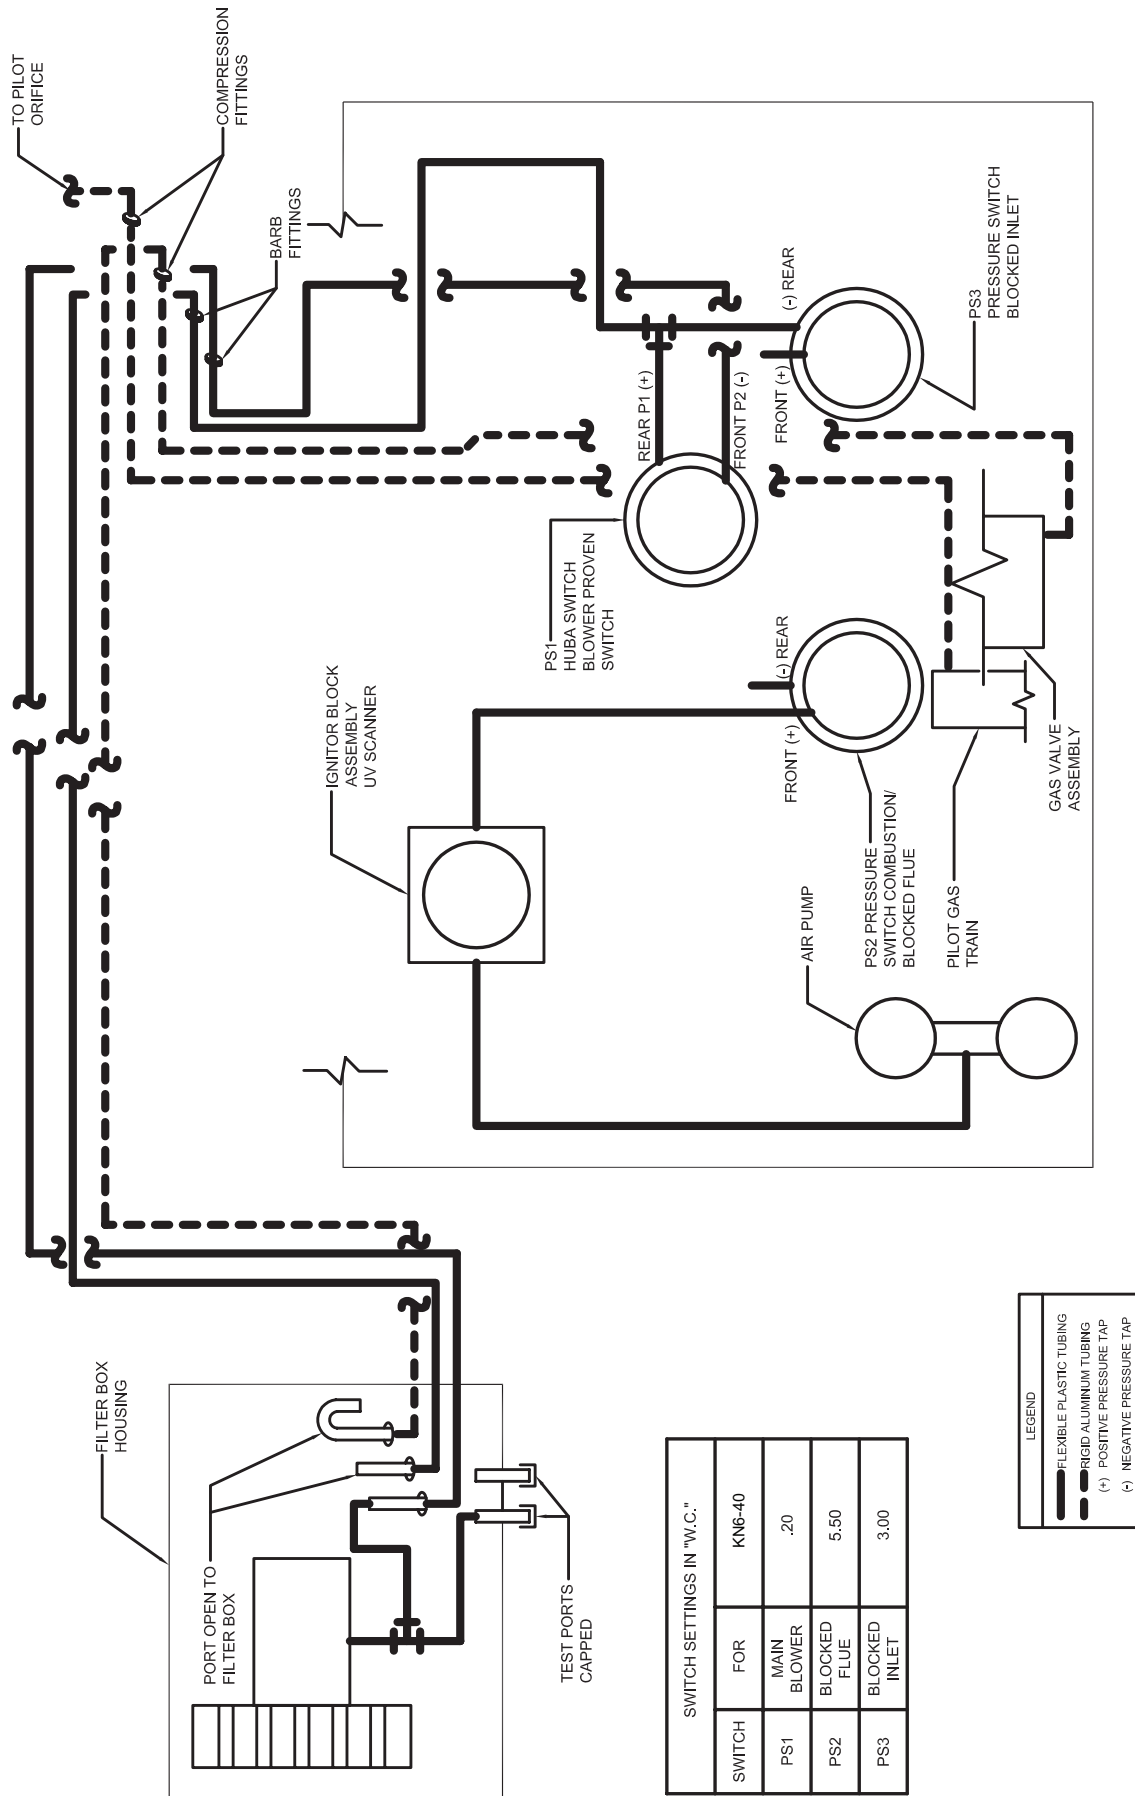 FILTER BOX
HOUSING
PORT OPEN TO
FILTER BOX
TEST PORTS
CAPPED
TO PILOT
ORIFICE
COMPRESSION
FITTINGS
BARB
FITTINGS
IGNITOR BLOCK
ASSEMBLY
UV SCANNER
PS1
HUBA SWITCH
BLOWER PROVEN
SWITCH
REAR P1 (+)
FRONT P2 (-)
(-) REAR
FRONT (+)
PS3
PRESSURE SWITCH
BLOCKED INLET
(-) REAR
FRONT (+)
AIR PUMP
PS2 PRESSURE
SWITCH COMBUSTION/
BLOCKED FLUE
PILOT GAS
TRAIN
GAS VALVE
ASSEMBLY
SWITCH SETTINGS IN "W.C."
SWITCH FOR KN6-40
PS1 MAIN BLOWER .20
PS2 BLOCKED FLUE 5.50
PS3 BLOCKED INLET 3.00
LEGEND
FLEXIBLE PLASTIC TUBING
RIGID ALUMINUM TUBING
(+) POSITIVE PRESSURE TAP
(-) NEGATIVE PRESSURE TAP